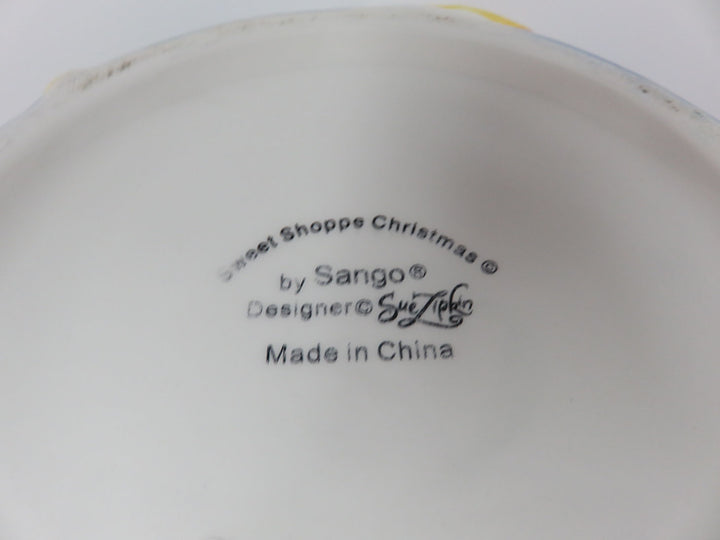 Sweet Shoppe Christmas ©
by Sango®
Designer© Sue Zipkin
Made in China